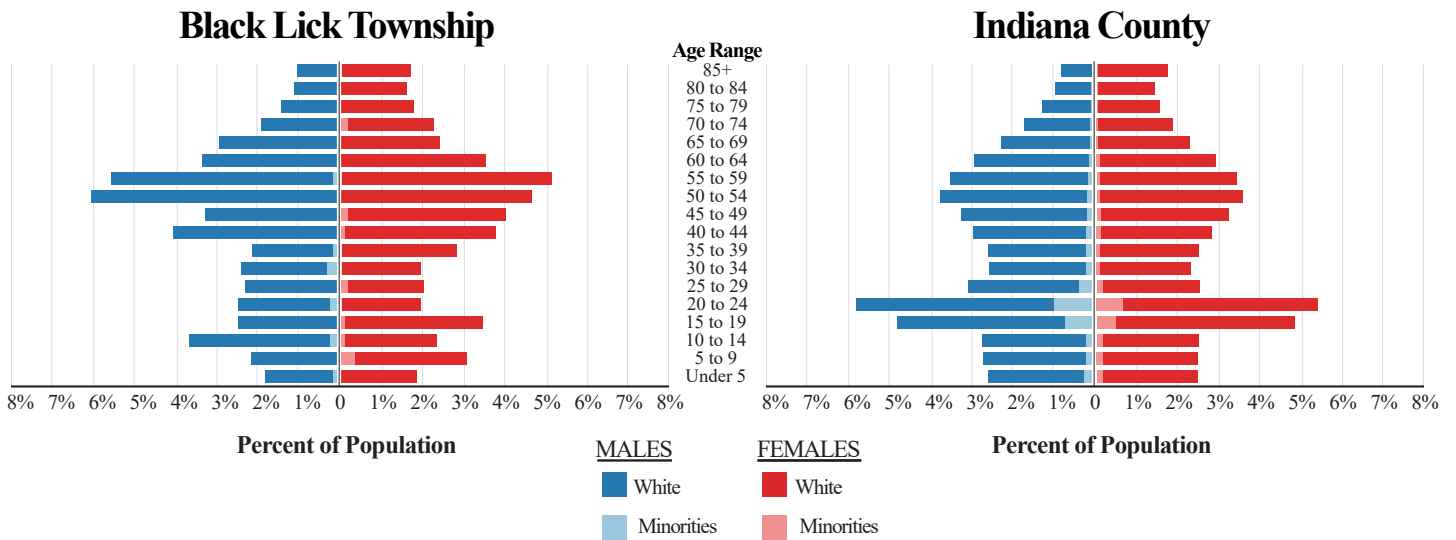 Black Lick Township
Indiana County
Age Range
85+
80 to 84
75 to 79
70 to 74
65 to 69
60 to 64
55 to 59
50 to 54
45 to 49
40 to 44
35 to 39
30 to 34
25 to 29
20 to 24
15 to 19
10 to 14
5 to 9
Under 5
8% 7% 6% 5% 4% 3% 2% 1% 0 1% 2% 3% 4% 5% 6% 7% 8%
8% 7% 6% 5% 4% 3% 2% 1% 0 1% 2% 3% 4% 5% 6% 7% 8%
Percent of Population
Percent of Population
MALES
White
Minorities
FEMALES
White
Minorities